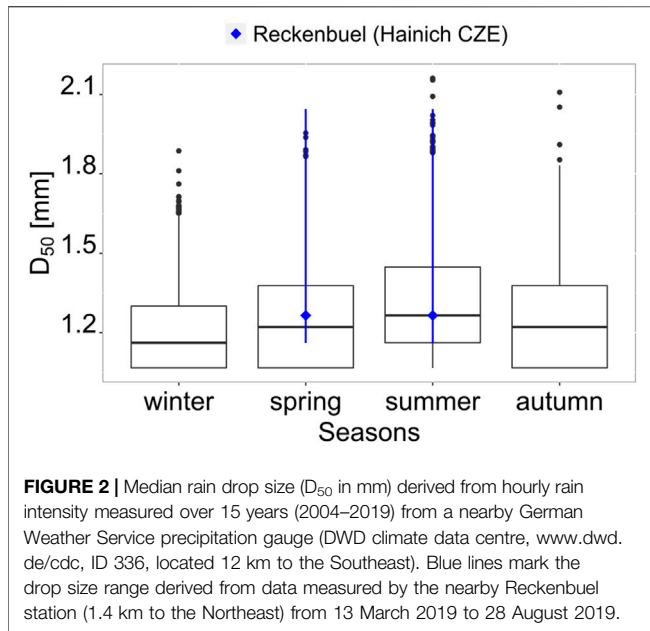 Reckenbuel (Hainich CZE)
2.1
1.8
1.5
1.2
D50 [mm]
winter spring summer autumn
Seasons
FIGURE 2 | Median rain drop size (D50 in mm) derived from hourly rain
intensity measured over 15 years (2004–2019) from a nearby German
Weather Service precipitation gauge (DWD climate data centre, www.dwd.
de/cdc, ID 336, located 12 km to the Southeast). Blue lines mark the
drop size range derived from data measured by the nearby Reckenbuel
station (1.4 km to the Northeast) from 13 March 2019 to 28 August 2019.